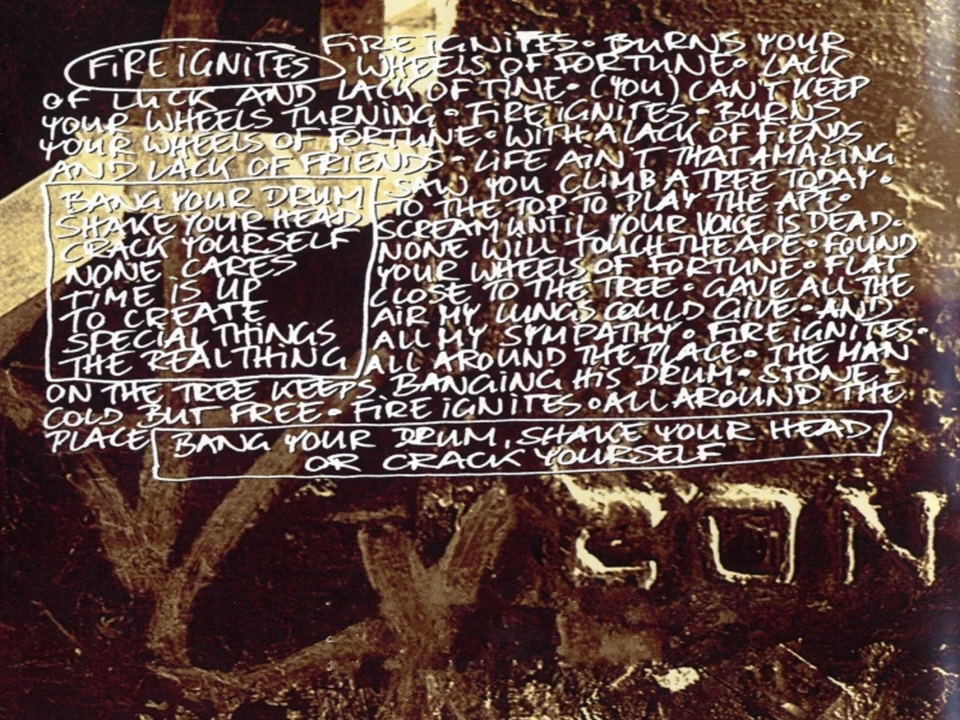 FIRE IGNITES
FIRE IGNITES • BURNS YOUR
WHEELS OF FORTUNE • LACK
OF LUCK AND LACK OF TIME • (YOU) CAN'T KEEP
YOUR WHEELS TURNING • FIRE IGNITES • BURNS
YOUR WHEELS OF FORTUNE • WITH A LACK OF FIENDS
AND LACK OF FRIENDS • LIFE AIN'T THAT AMAZING
SAW YOU CLIMB A TREE TODAY •
TO THE TOP TO PLAY THE APE •
SCREAM UNTIL YOUR VOICE IS DEAD •
NONE WILL TOUCH THE APE • FOUND
YOUR WHEELS OF FORTUNE • FLAT
CLOSE TO THE TREE • GAVE ALL THE
AIR MY LUNGS COULD GIVE • AND
ALL MY SYMPATHY • FIRE IGNITES •
ALL AROUND THE PLACE • THE MAN
BANG YOUR DRUM
SHAKE YOUR HEAD
CRACK YOURSELF
NONE CARES
TIME IS UP
TO CREATE
SPECIAL THINGS
THE REAL THING
ON THE TREE KEEPS BANGING HIS DRUM • STONE-
COLD BUT FREE • FIRE IGNITES • ALL AROUND THE
PLACE
BANG YOUR DRUM, SHAKE YOUR HEAD
OR CRACK YOURSELF
CON